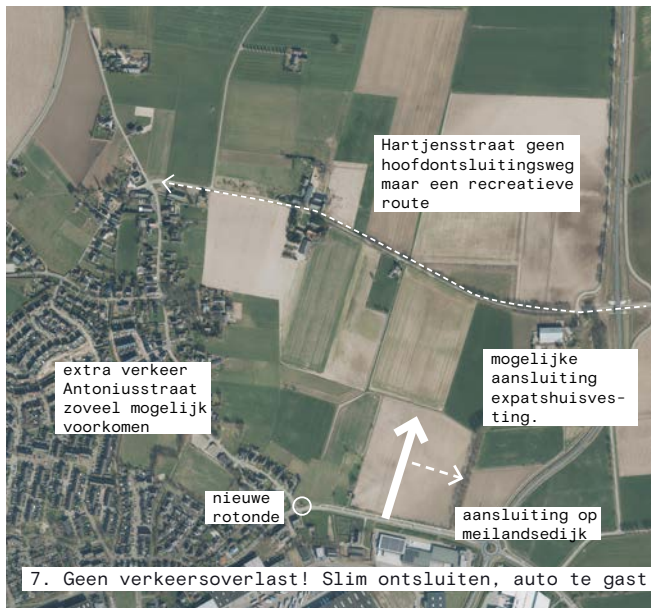 Hartjensstraat geen
hoofdontsluitingsweg
maar een recreatieve
route
extra verkeer
Antoniusstraat
zoveel mogelijk
voorkomen
mogelijke
aansluiting
expatshuisves-
ting.
nieuwe
rotonde
aansluiting op
meilandsedijk
7. Geen verkeersoverlast! Slim ontsluiten, auto te gast